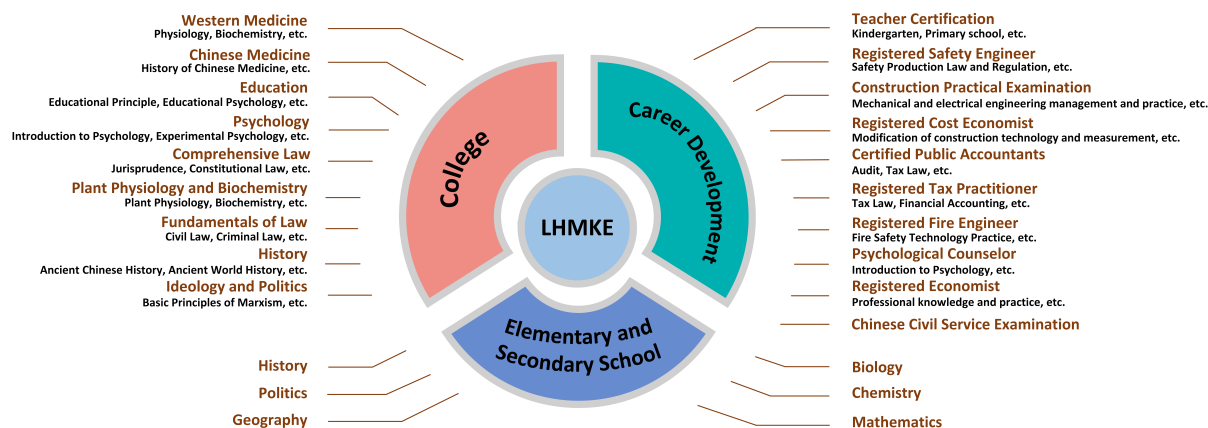 Western Medicine
Physiology, Biochemistry, etc.
Chinese Medicine
History of Chinese Medicine, etc.
Education
Educational Principle, Educational Psychology, etc.
Psychology
Introduction to Psychology, Experimental Psychology, etc.
Comprehensive Law
Jurisprudence, Constitutional Law, etc.
Plant Physiology and Biochemistry
Plant Physiology, Biochemistry, etc.
Fundamentals of Law
Civil Law, Criminal Law, etc.
History
Ancient Chinese History, Ancient World History, etc.
Ideology and Politics
Basic Principles of Marxism, etc.
History
Politics
Geography
College
Career Development
LHMKE
Elementary and
Secondary School
Teacher Certification
Kindergarten, Primary school, etc.
Registered Safety Engineer
Safety Production Law and Regulation, etc.
Construction Practical Examination
Mechanical and electrical engineering management and practice, etc.
Registered Cost Economist
Modification of construction technology and measurement, etc.
Certified Public Accountants
Audit, Tax Law, etc.
Registered Tax Practitioner
Tax Law, Financial Accounting, etc.
Registered Fire Engineer
Fire Safety Technology Practice, etc.
Psychological Counselor
Introduction to Psychology, etc.
Registered Economist
Professional knowledge and practice, etc.
Chinese Civil Service Examination
Biology
Chemistry
Mathematics